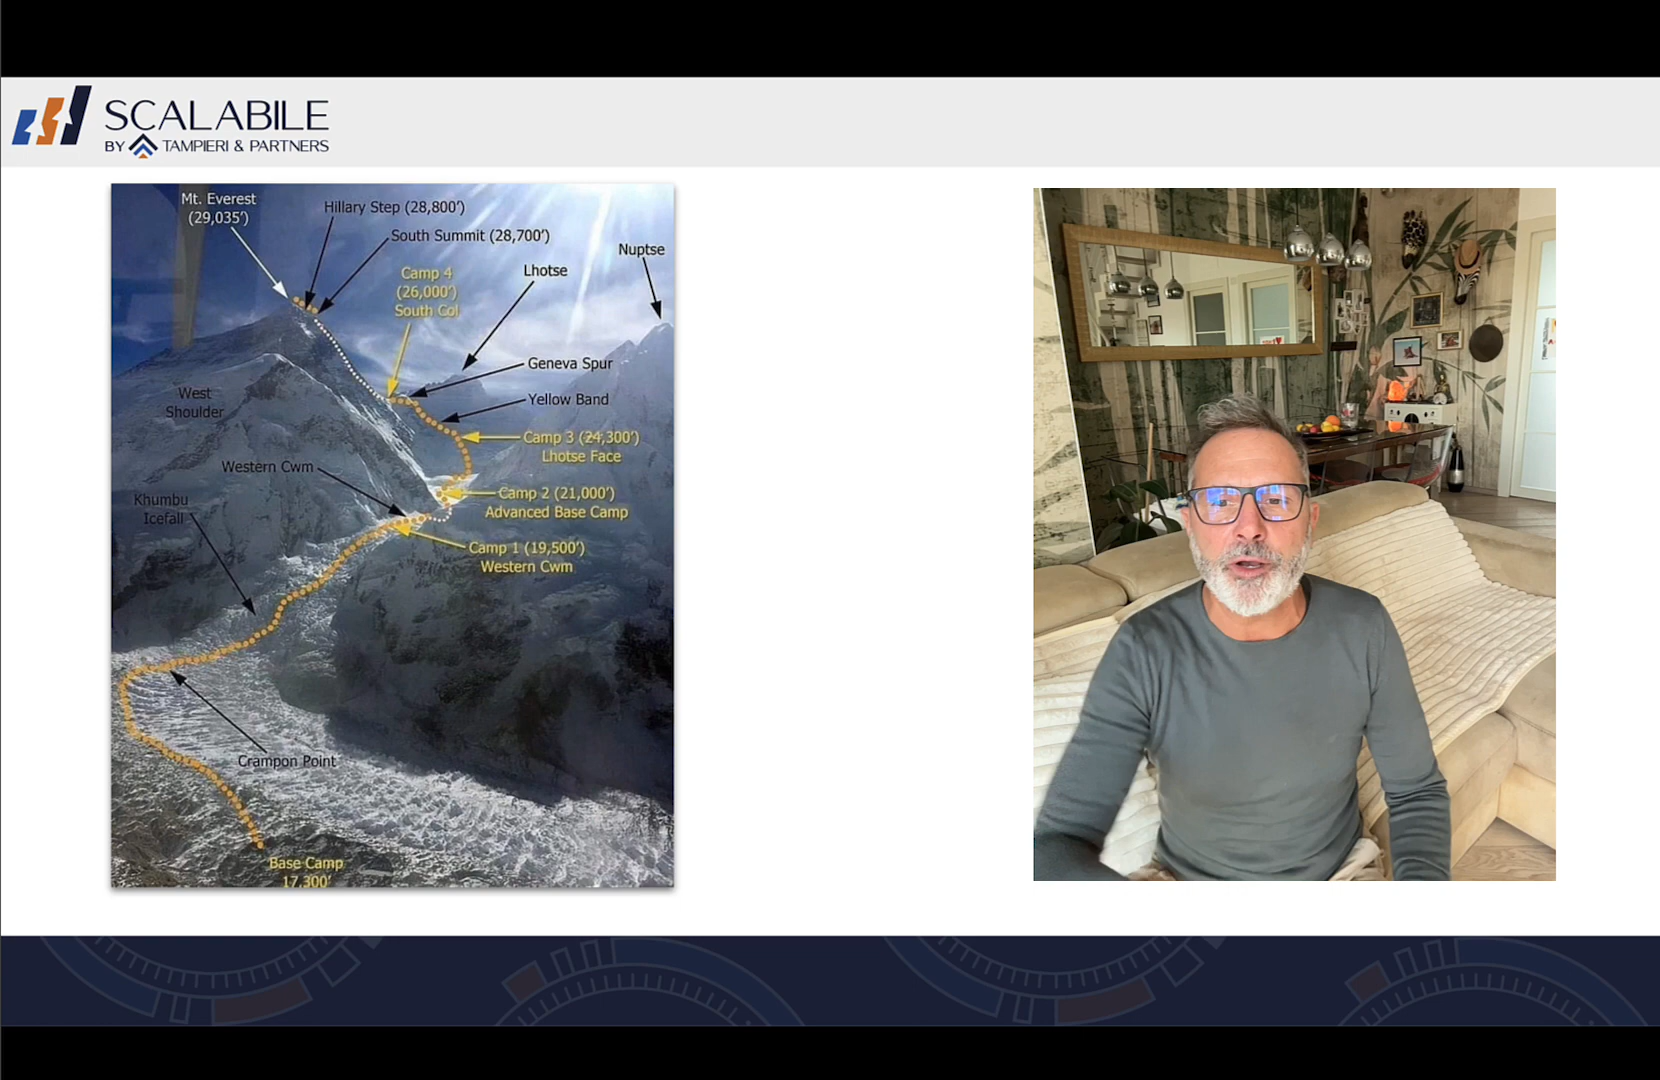 SCALABILE
BY TAMPIERI & PARTNERS
Mt. Everest
(29,035')
Hillary Step (28,800')
South Summit (28,700')
Nuptse
Camp 4
(26,000')
South Col
Lhotse
Geneva Spur
Yellow Band
West
Shoulder
Camp 3 (24,300')
Lhotse Face
Western Cwm
Camp 2 (21,000')
Advanced Base Camp
Khumbu
Icefall
Camp 1 (19,500')
Western Cwm
Crampon Point
Base Camp
17,300'